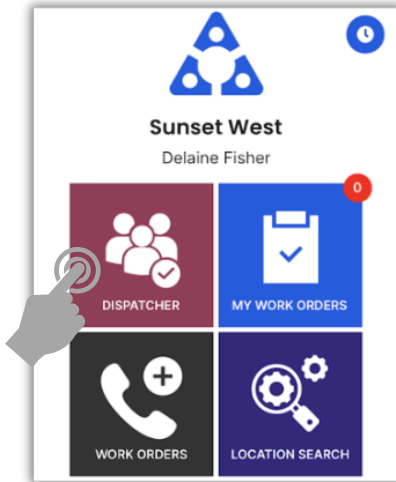 Sunset West
Delaine Fisher
0
DISPATCHER
MY WORK ORDERS
WORK ORDERS
LOCATION SEARCH